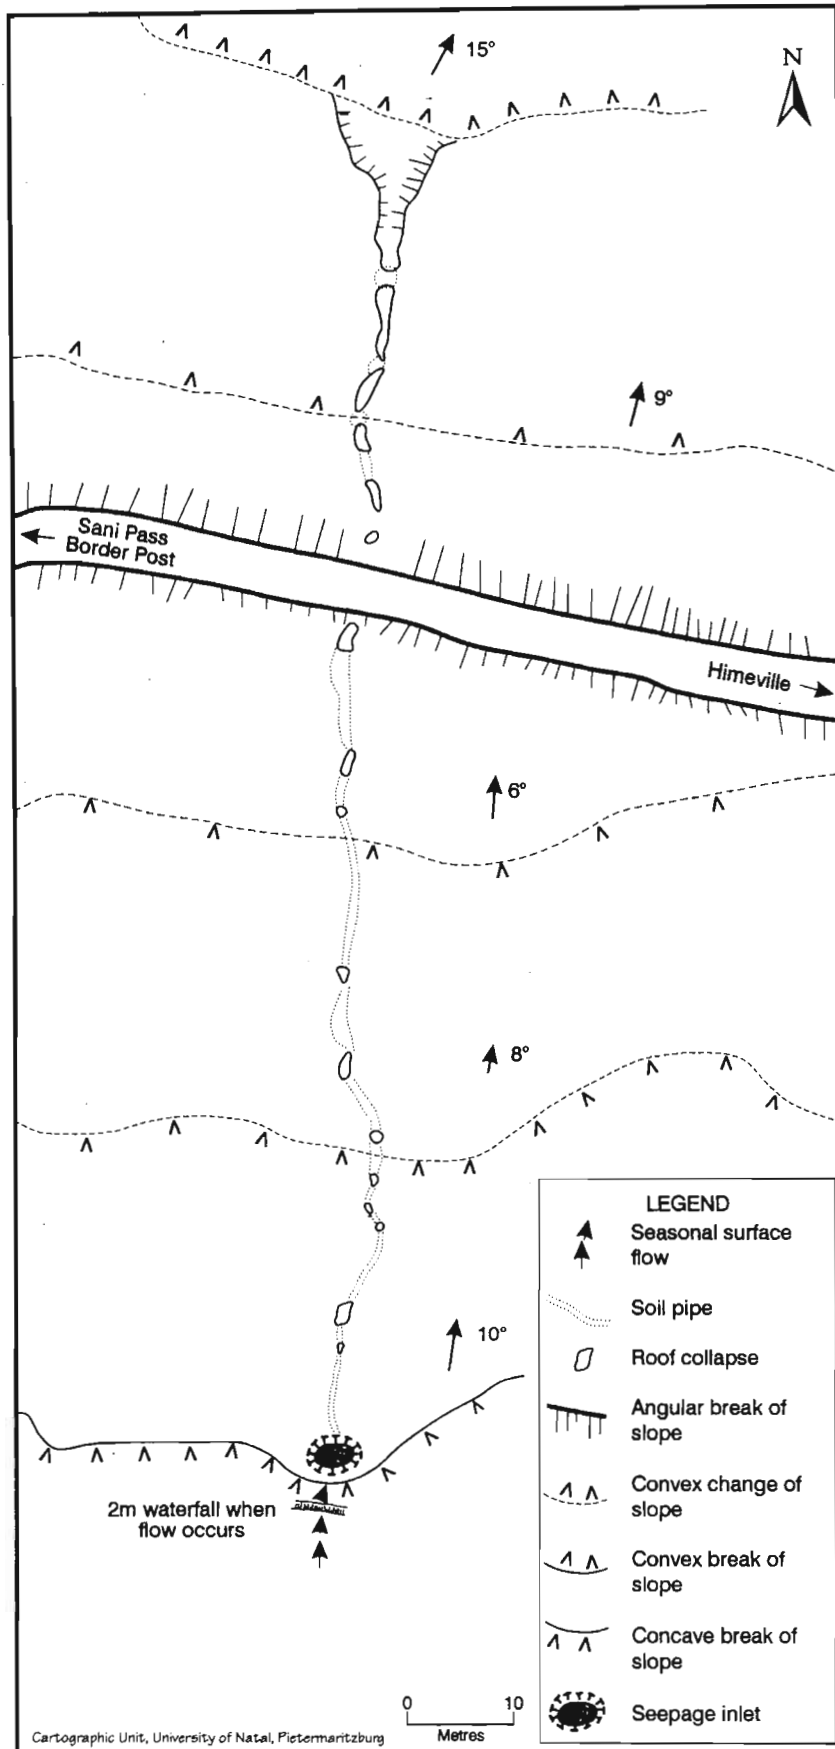 15°
N
9°
Sani Pass
Border Post
Himeville
6°
8°
10°
2m waterfall when
flow occurs
LEGEND
Seasonal surface
flow
Soil pipe
Roof collapse
Angular break of
slope
Convex change of
slope
Convex break of
slope
Concave break of
slope
Seepage inlet
0 10
Metres
Cartographic Unit, University of Natal, Pietermaritzburg